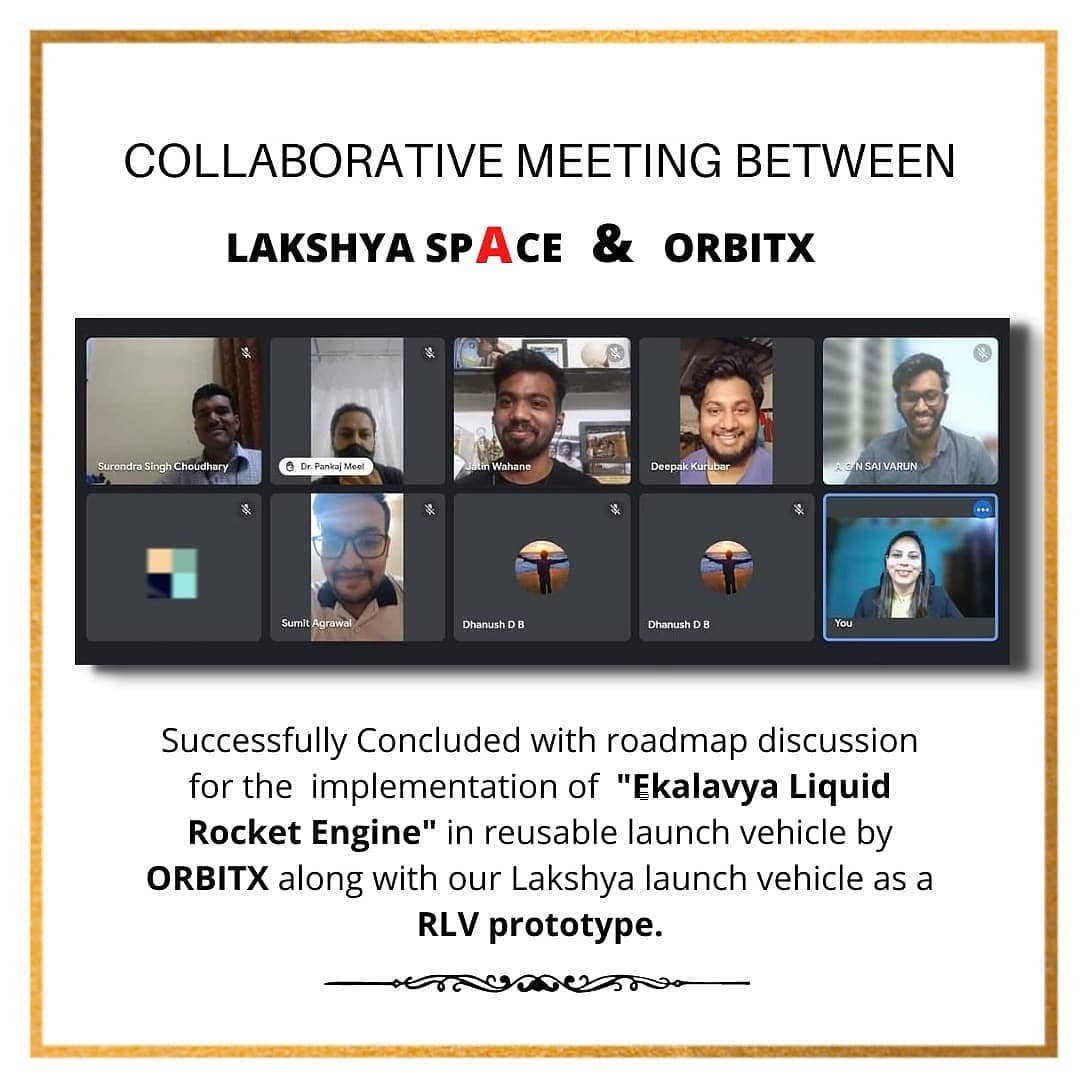 COLLABORATIVE MEETING BETWEEN
LAKSHYA SPACE & ORBITX
Surendra Singh Choudhary
Dr. Pankaj Meel
Jatin Wahane
Deepak Kurubar
A G N SAI VARUN
Sumit Agrawal
Dhanush D B
Dhanush D B
You
Successfully Concluded with roadmap discussion
for the implementation of "Ekalavya Liquid
Rocket Engine" in reusable launch vehicle by
ORBITX along with our Lakshya launch vehicle as a
RLV prototype.